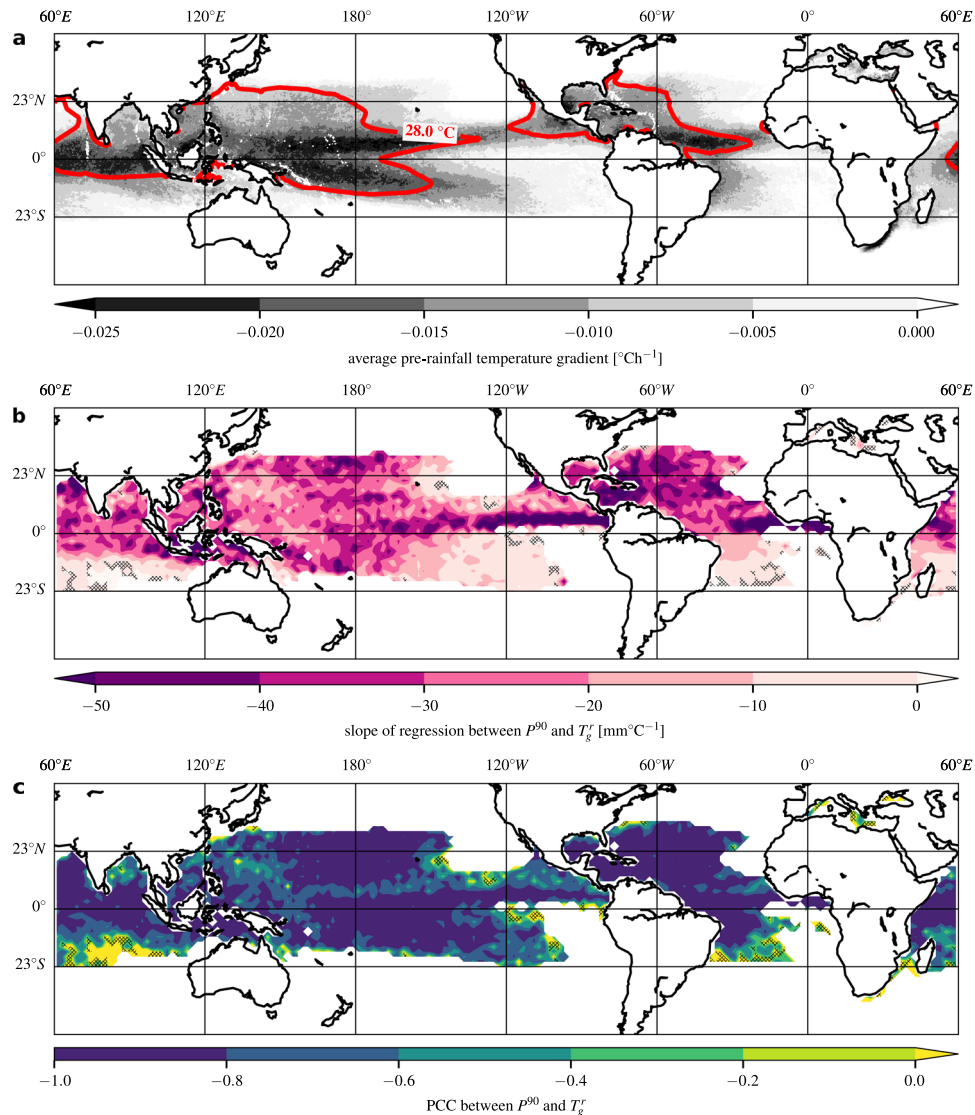 60°E 120°E 180° 120°W 60°W 0° 60°E
a
23°N
0°
23°S
28.0 °C
−0.025 −0.020 −0.015 −0.010 −0.005 0.000
average pre-rainfall temperature gradient [°Ch⁻¹]
60°E 120°E 180° 120°W 60°W 0° 60°E
b
23°N
0°
23°S
−50 −40 −30 −20 −10 0
slope of regression between P⁹⁰ and Tᵣg [mm°C⁻¹]
60°E 120°E 180° 120°W 60°W 0° 60°E
c
23°N
0°
23°S
−1.0 −0.8 −0.6 −0.4 −0.2 0.0
PCC between P⁹⁰ and Tᵣg